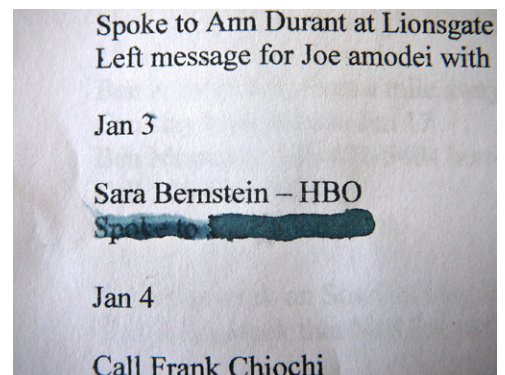 Spoke to Ann Durant at Lionsgate
Left message for Joe amodei with
Jan 3
Sara Bernstein – HBO
Spoke to
Jan 4
Call Frank Chiochi